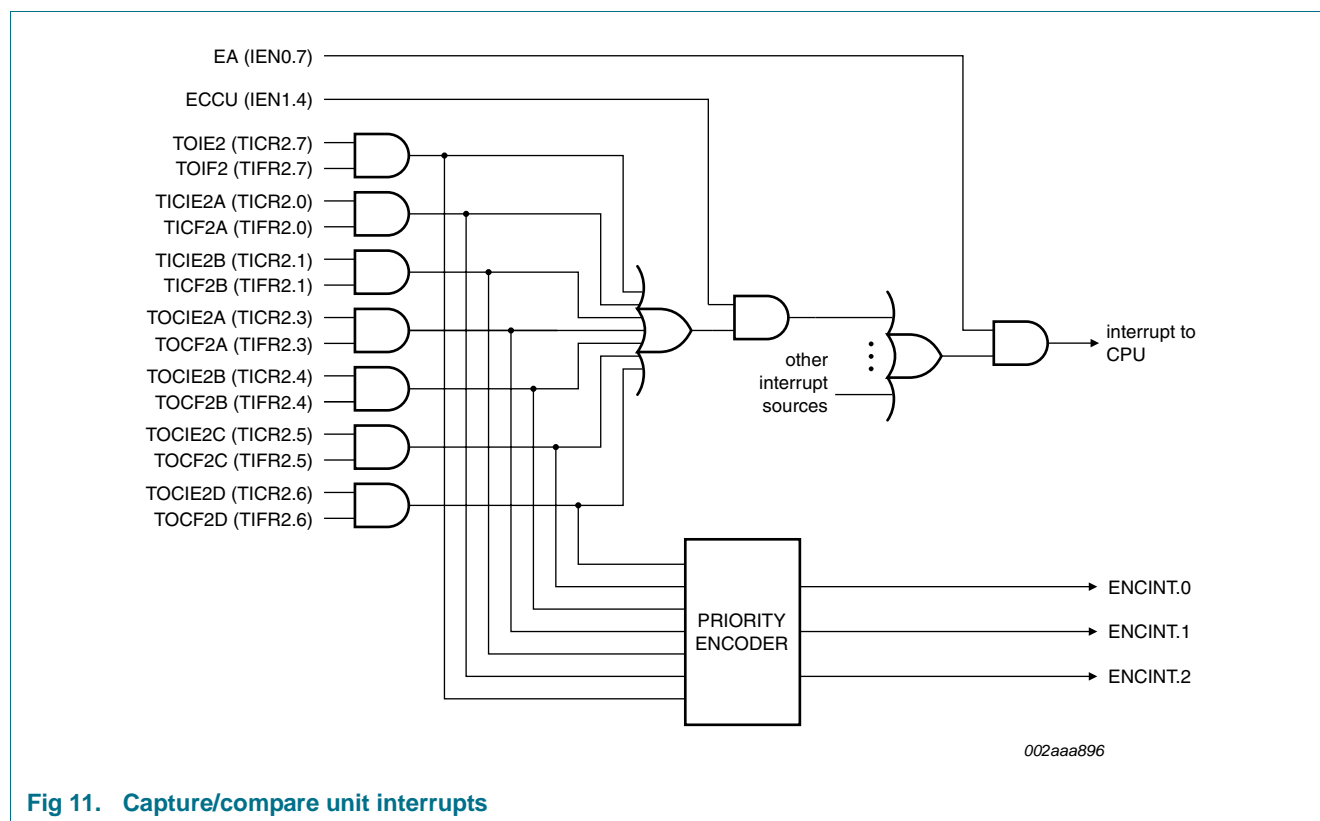 EA (IEN0.7)
ECCU (IEN1.4)
TOIE2 (TICR2.7)
TOIF2 (TIFR2.7)
TICIE2A (TICR2.0)
TICF2A (TIFR2.0)
TICIE2B (TICR2.1)
TICF2B (TIFR2.1)
TOCIE2A (TICR2.3)
TOCF2A (TIFR2.3)
TOCIE2B (TICR2.4)
TOCF2B (TIFR2.4)
TOCIE2C (TICR2.5)
TOCF2C (TIFR2.5)
TOCIE2D (TICR2.6)
TOCF2D (TIFR2.6)
other
interrupt
sources
interrupt to
CPU
PRIORITY
ENCODER
ENCINT.0
ENCINT.1
ENCINT.2
002aaa896
Fig 11. Capture/compare unit interrupts